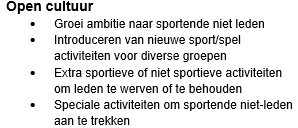 Open cultuur
• Groei ambitie naar sportende niet leden
• Introduceren van nieuwe sport/spel
activiteiten voor diverse groepen
• Extra sportieve of niet sportieve activiteiten
om leden te werven of te behouden
• Speciale activiteiten om sportende niet-leden
aan te trekken